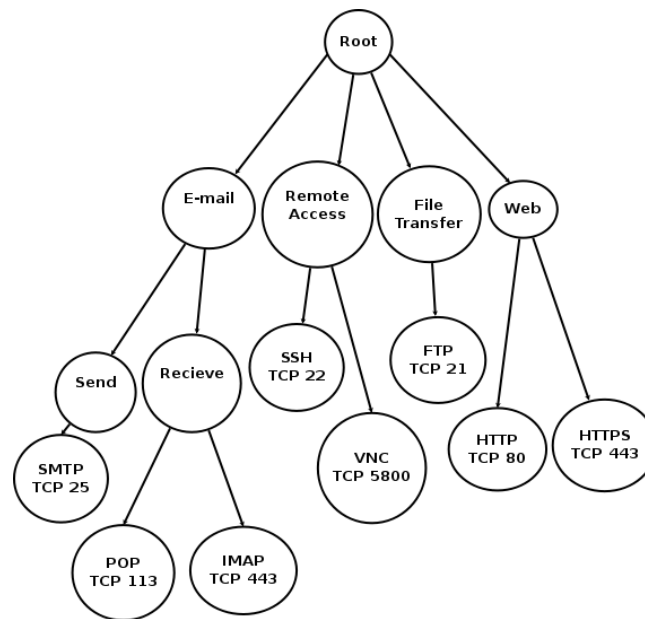 Root
E-mail
Remote
Access
File
Transfer
Web
Send
Recieve
SSH
TCP 22
FTP
TCP 21
SMTP
TCP 25
VNC
TCP 5800
HTTP
TCP 80
HTTPS
TCP 443
POP
TCP 113
IMAP
TCP 443